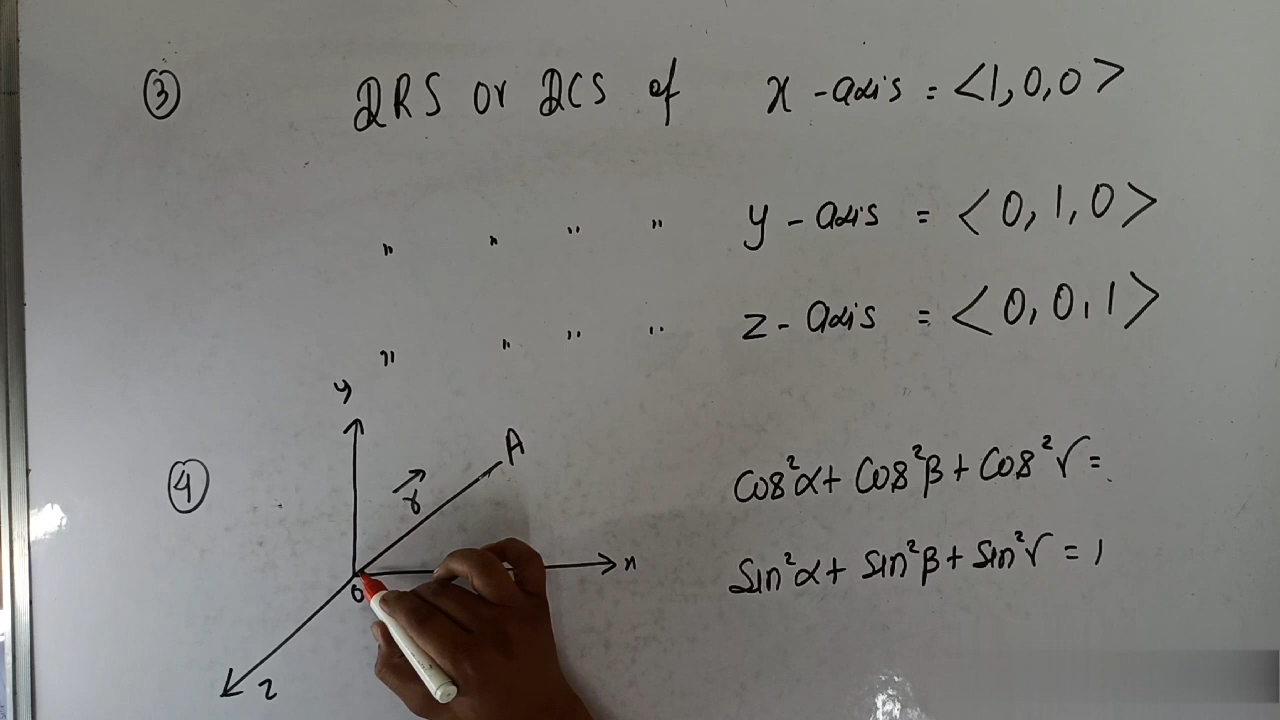 ③ DRS or DCS of x-axis = <1,0,0>
" " " " y-axis = <0,1,0>
" " " " z-axis = <0,0,1>
y
A
④ r⃗ cos²α + cos²β + cos²γ =
x sin²α + sin²β + sin²γ = 1
O
z